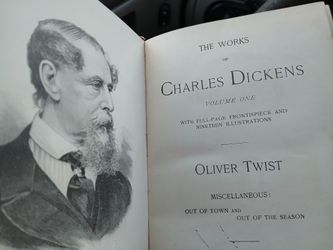 THE WORKS
OF
CHARLES DICKENS
VOLUME ONE
WITH FULL-PAGE FRONTISPIECE AND
NINETEEN ILLUSTRATIONS
OLIVER TWIST
MISCELLANEOUS:
OUT OF TOWN AND
OUT OF THE SEASON